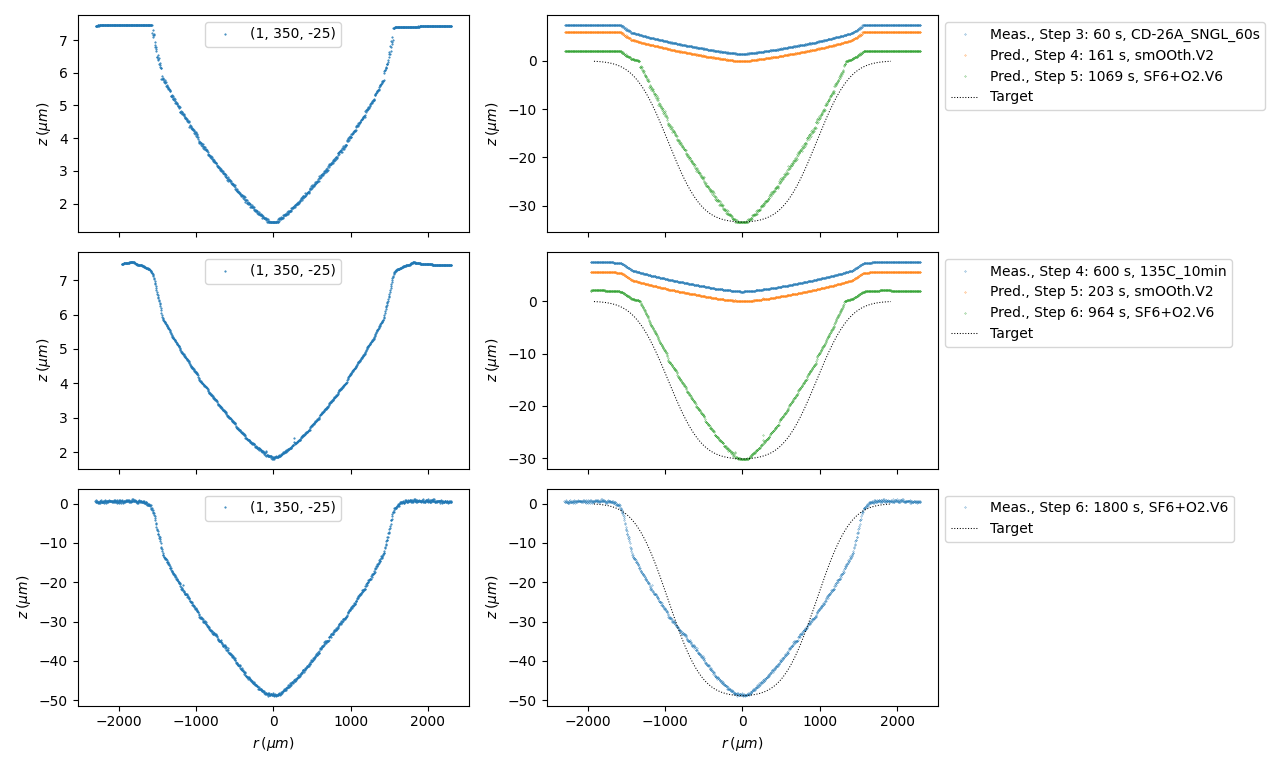 (1, 350, -25)
z (μm)
7
6
5
4
3
2
z (μm)
0
−10
−20
−30
Meas., Step 3: 60 s, CD-26A_SNGL_60s
Pred., Step 4: 161 s, smOOth.V2
Pred., Step 5: 1069 s, SF6+O2.V6
Target
(1, 350, -25)
z (μm)
7
6
5
4
3
2
z (μm)
0
−10
−20
−30
Meas., Step 4: 600 s, 135C_10min
Pred., Step 5: 203 s, smOOth.V2
Pred., Step 6: 964 s, SF6+O2.V6
Target
(1, 350, -25)
z (μm)
0
−10
−20
−30
−40
−50
−2000 −1000 0 1000 2000
r (μm)
z (μm)
0
−10
−20
−30
−40
−50
−2000 −1000 0 1000 2000
r (μm)
Meas., Step 6: 1800 s, SF6+O2.V6
Target